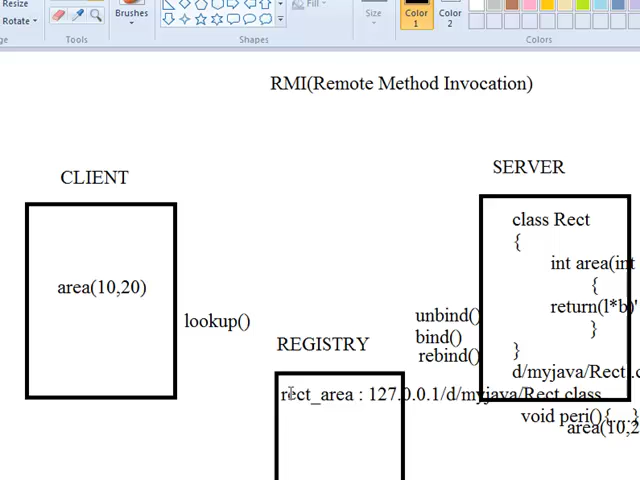 Resize
Rotate
Brushes
Fill
Size
Color
1
Color
2
Tools
Shapes
Colors
RMI(Remote Method Invocation)
CLIENT
SERVER
class Rect
{
int area(int
{
return(l*b)'
}
}
area(10,20)
lookup()
unbind()
bind()
rebind()
REGISTRY
d/myjava/Rect .c
rect_area : 127.0.0.1/d/myjava/Rect.class
void peri(){ ...}
area(10,2